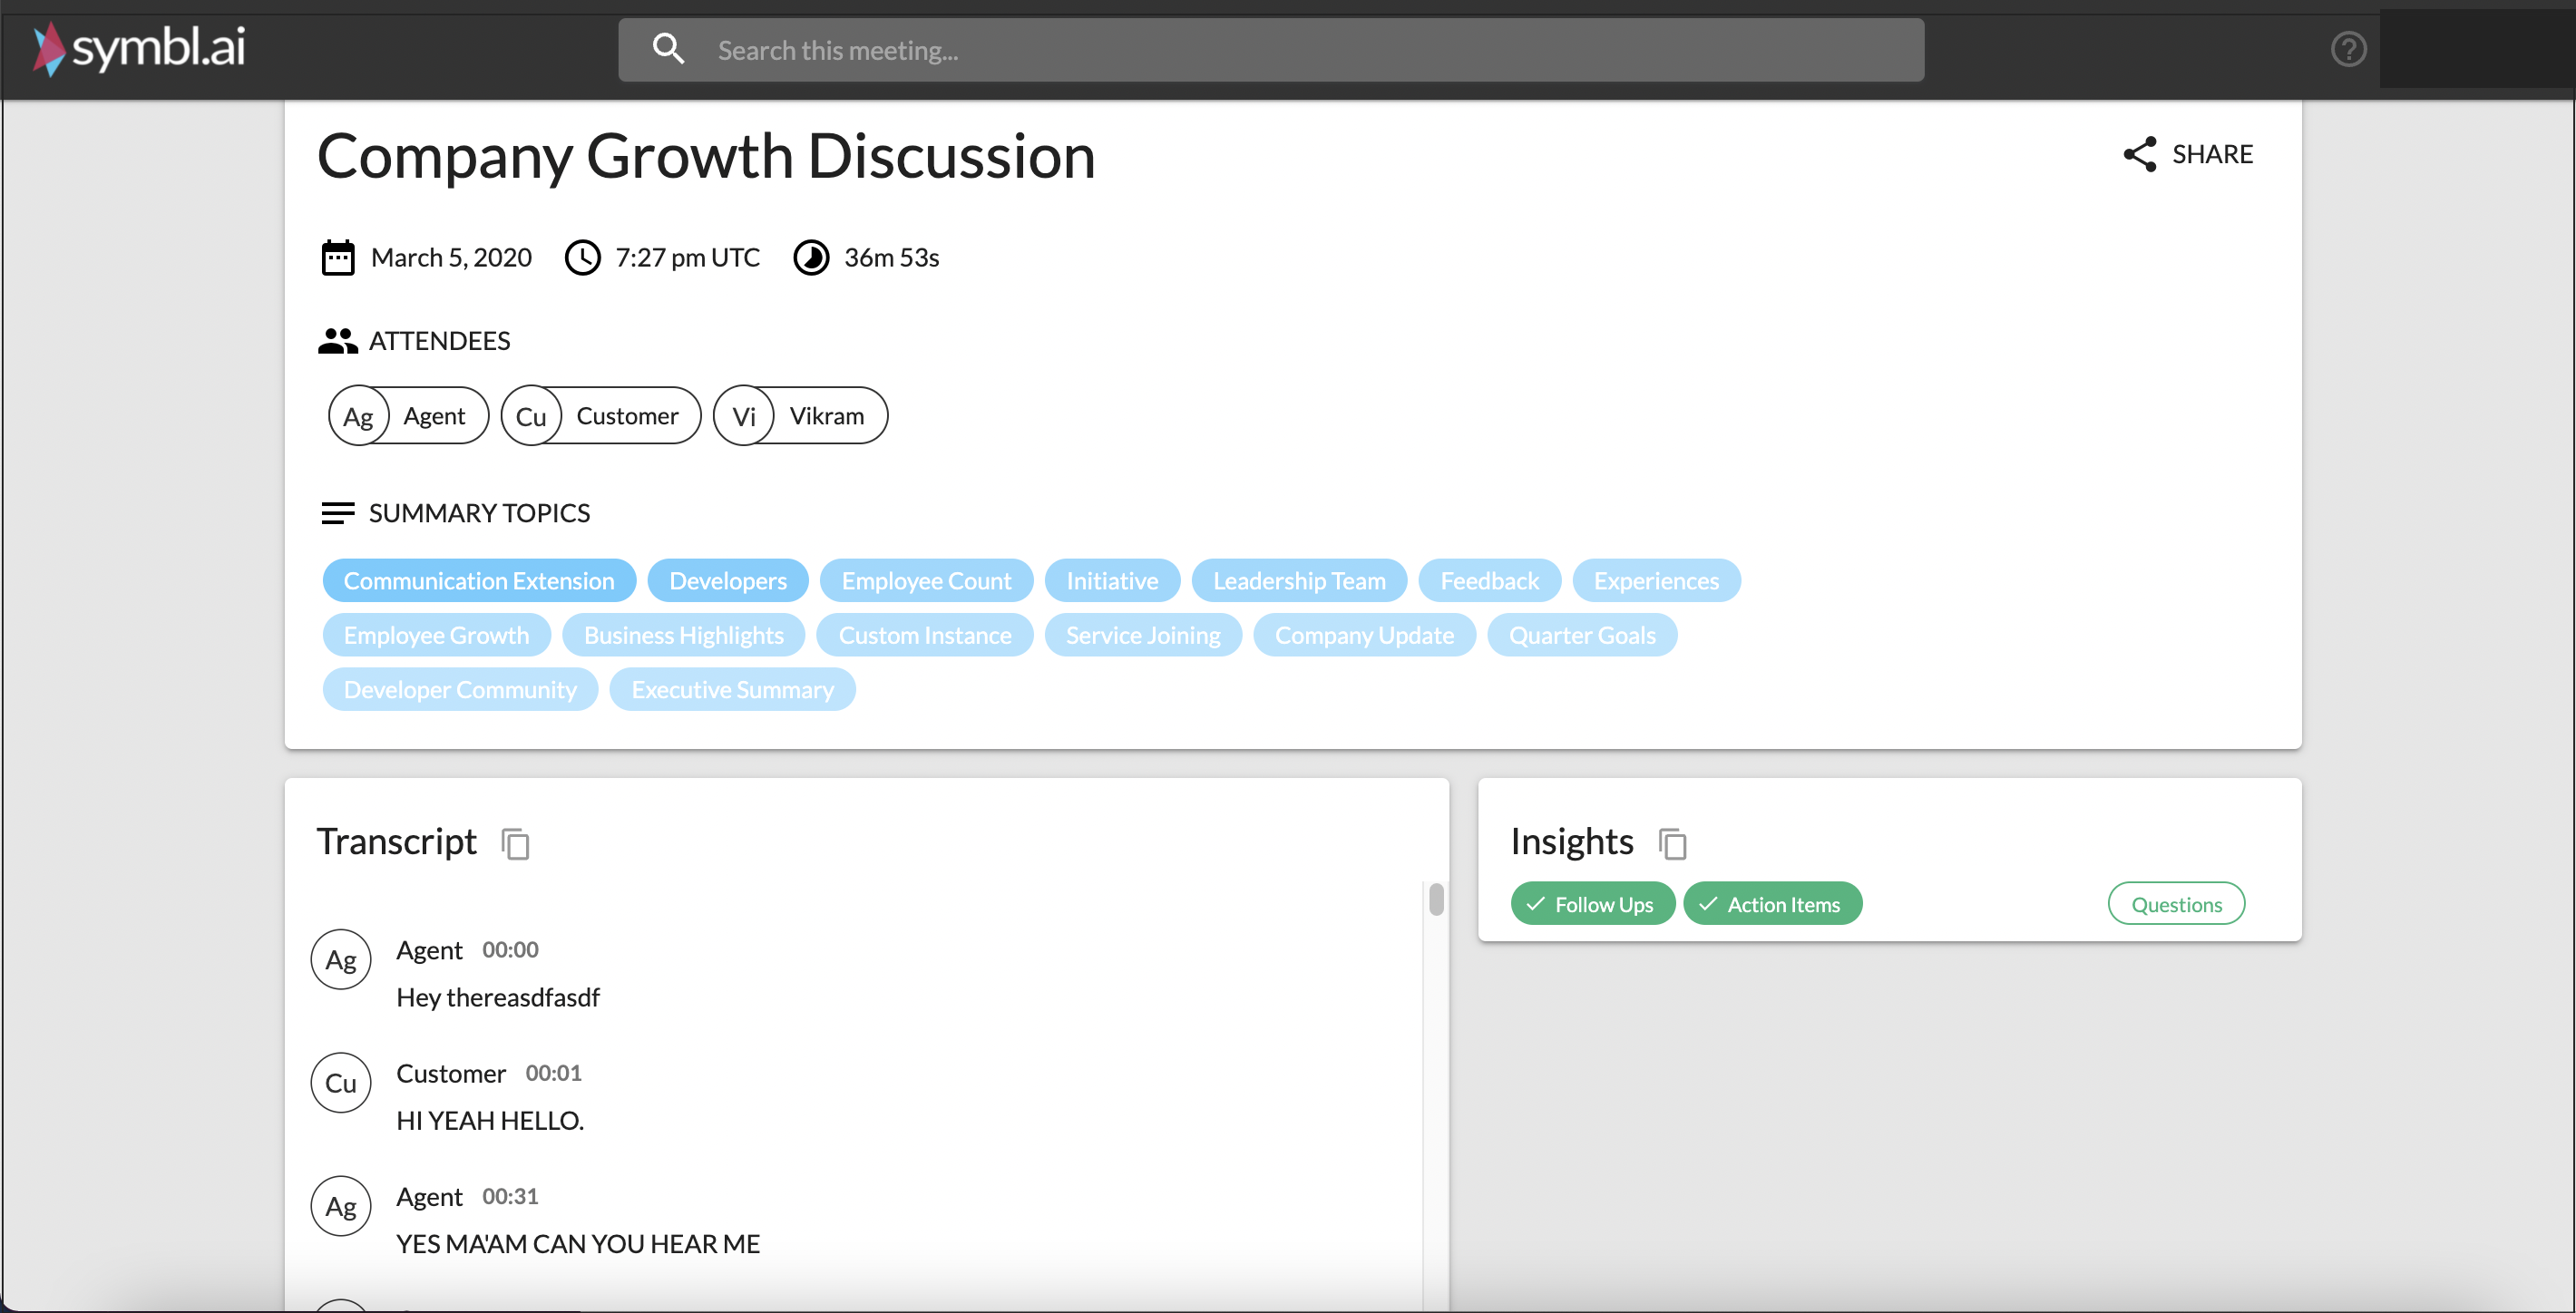 symbl.ai
Search this meeting...
Company Growth Discussion
SHARE
March 5, 2020 7:27 pm UTC 36m 53s
ATTENDEES
Ag Agent Cu Customer Vi Vikram
SUMMARY TOPICS
Communication Extension Developers Employee Count Initiative Leadership Team Feedback Experiences
Employee Growth Business Highlights Custom Instance Service Joining Company Update Quarter Goals
Developer Community Executive Summary
Transcript
Ag Agent 00:00
Hey thereasdfasdf
Cu Customer 00:01
HI YEAH HELLO.
Ag Agent 00:31
YES MA'AM CAN YOU HEAR ME
Insights
Follow Ups Action Items Questions